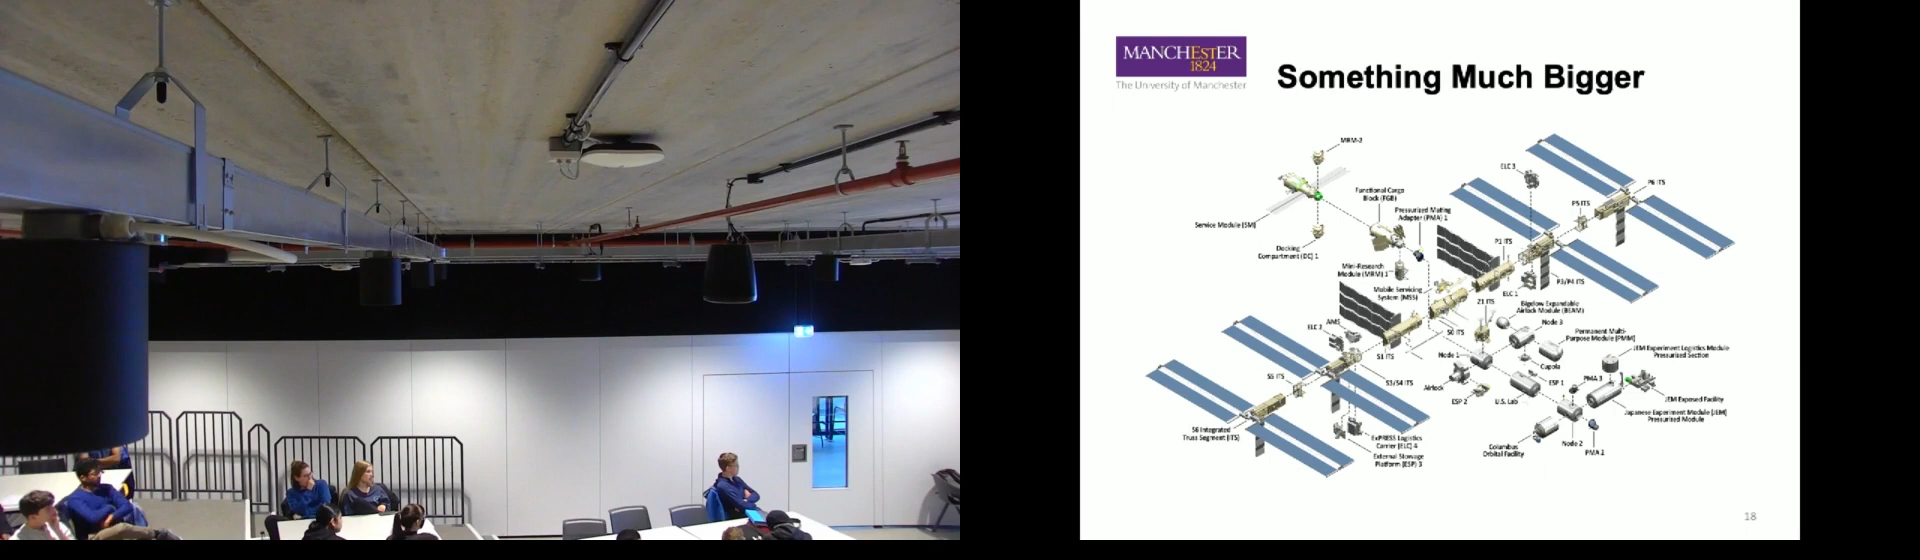 MANCHESTER
1824
The University of Manchester
Something Much Bigger
MRM-2
ELC 3
P6 ITS
Functional Cargo
Block (FGB)
P5 ITS
Pressurized Mating
Adapter (PMA) 1
Service Module (SM)
Docking
Compartment (DC) 1
P1 ITS
Mini-Research
Module (MRM) 1
P3/P4 ITS
Mobile Servicing
System (MSS)
ELC 1
Z1 ITS
Bigelow Expandable
Airlock Module (BEAM)
AMS
ELC 2
Node 3
S0 ITS
Permanent Multi-
Purpose Module (PMM)
S1 ITS
Node 1
JEM Experiment Logistics Module
Pressurized Section
Cupola
S5 ITS
S3/S4 ITS
Airlock
ESP 1
PMA 3
ESP 2
U.S. Lab
JEM Exposed Facility
Japanese Experiment Module (JEM)
Pressurized Module
S6 Integrated
Truss Segment (ITS)
ExPRESS Logistics
Carrier (ELC) 4
Node 2
Columbus
Orbital Facility
PMA 2
External Stowage
Platform (ESP) 3
18